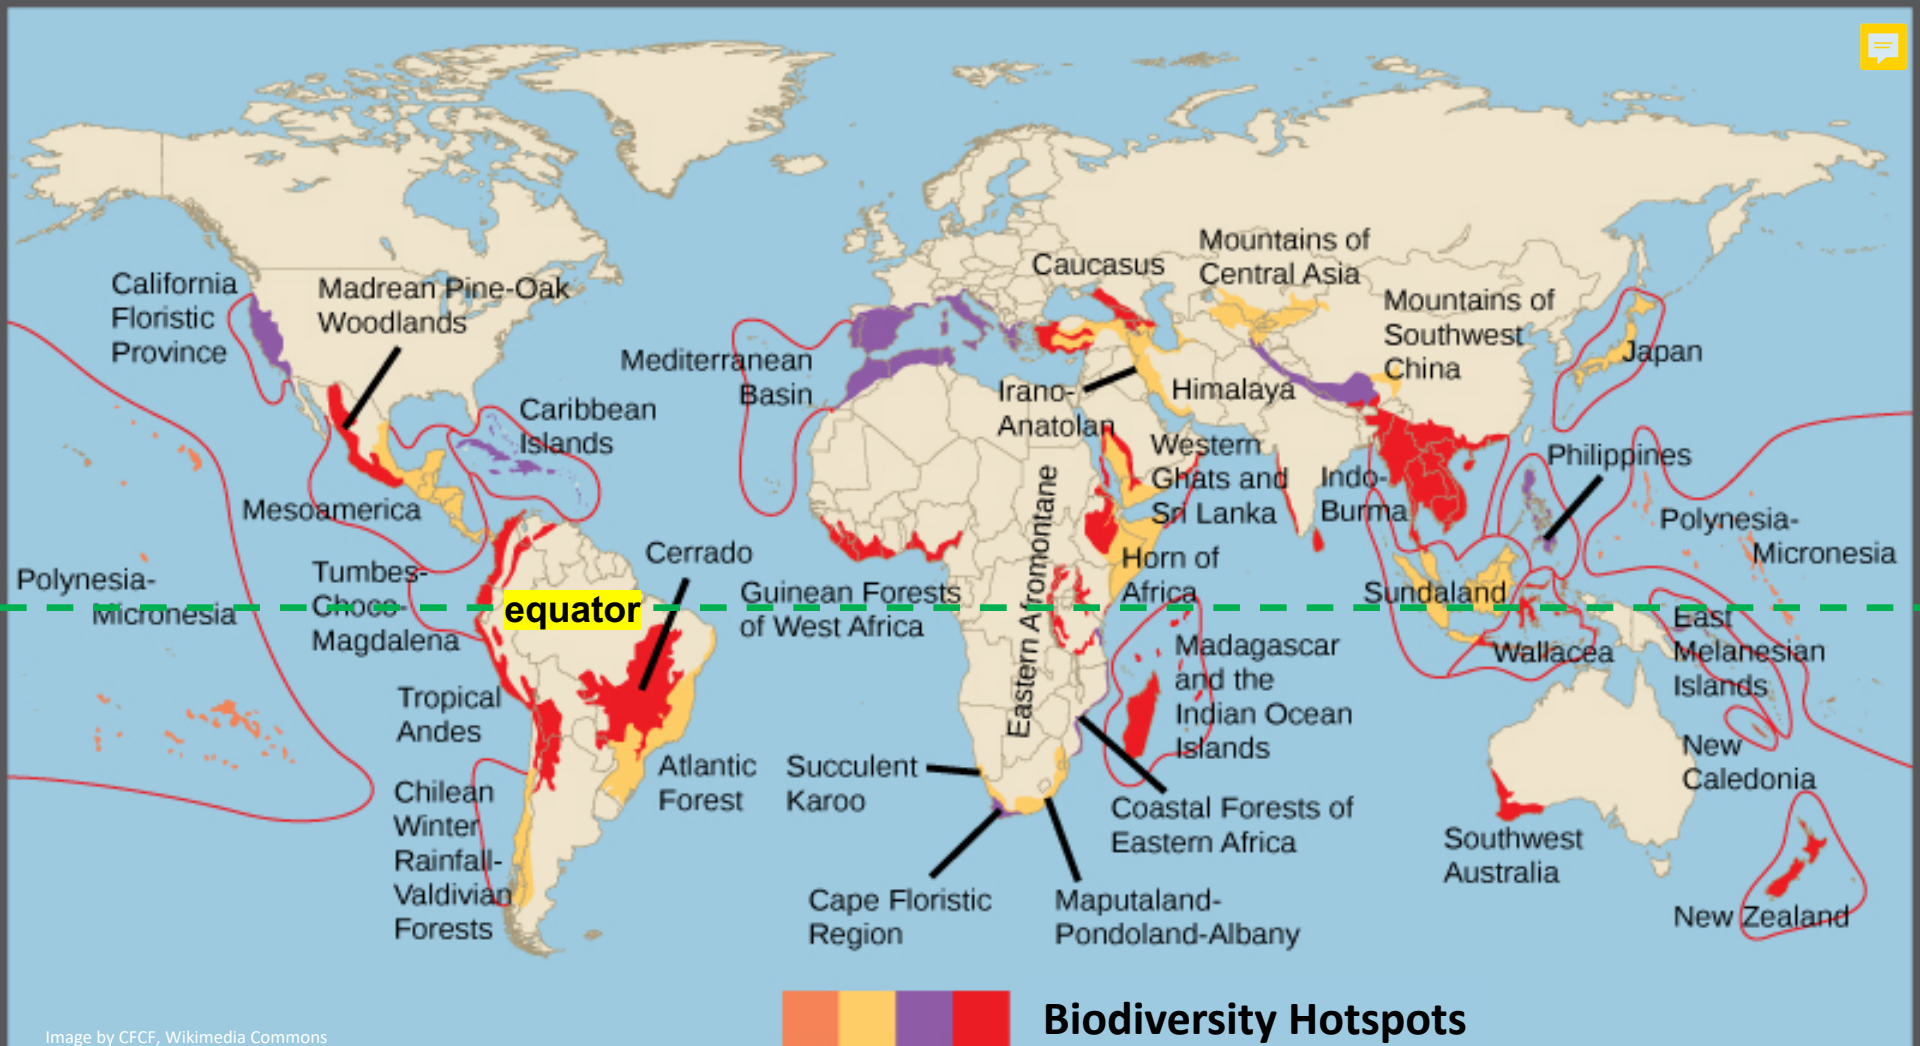 Mountains of
Central Asia
Caucasus
California
Floristic
Province
Madrean Pine-Oak
Woodlands
Mountains of
Southwest
China
Japan
Mediterranean
Basin
Irano-
Anatolan
Himalaya
Caribbean
Islands
Western
Ghats and
Sri Lanka
Indo-
Burma
Philippines
Mesoamerica
Polynesia-
Micronesia
Cerrado
Eastern Afromontane
Horn of
Africa
Polynesia-
Micronesia
Tumbes-
Choco-
Magdalena
equator
Guinean Forests
of West Africa
Sundaland
East
Melanesian
Islands
Wallacea
Madagascar
and the
Indian Ocean
Islands
Tropical
Andes
New
Caledonia
Atlantic
Forest
Succulent
Karoo
Chilean
Winter
Rainfall-
Valdivian
Forests
Coastal Forests of
Eastern Africa
Southwest
Australia
Cape Floristic
Region
Maputaland-
Pondoland-Albany
New Zealand
Biodiversity Hotspots
Image by CFCF, Wikimedia Commons